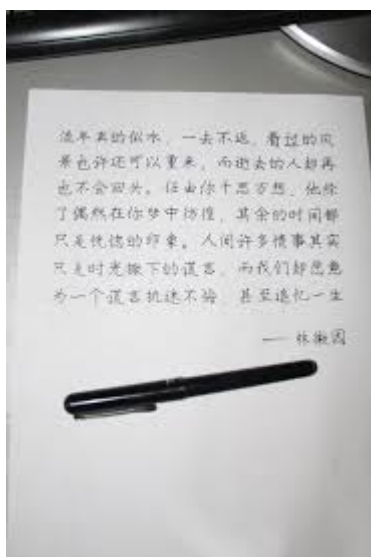 流年真的似水，一去不返，看过的风
景也许还可以重来，而逝去的人却再
也不会回头。任由你千思万想，他除
了偶然在你梦中彷徨，其余的时间都
只是恍惚的印象。人间许多情事其实
只是时光撒下的谎言，而我们却愿意
为一个谎言执迷不悔，甚至追忆一生
—— 林徽因